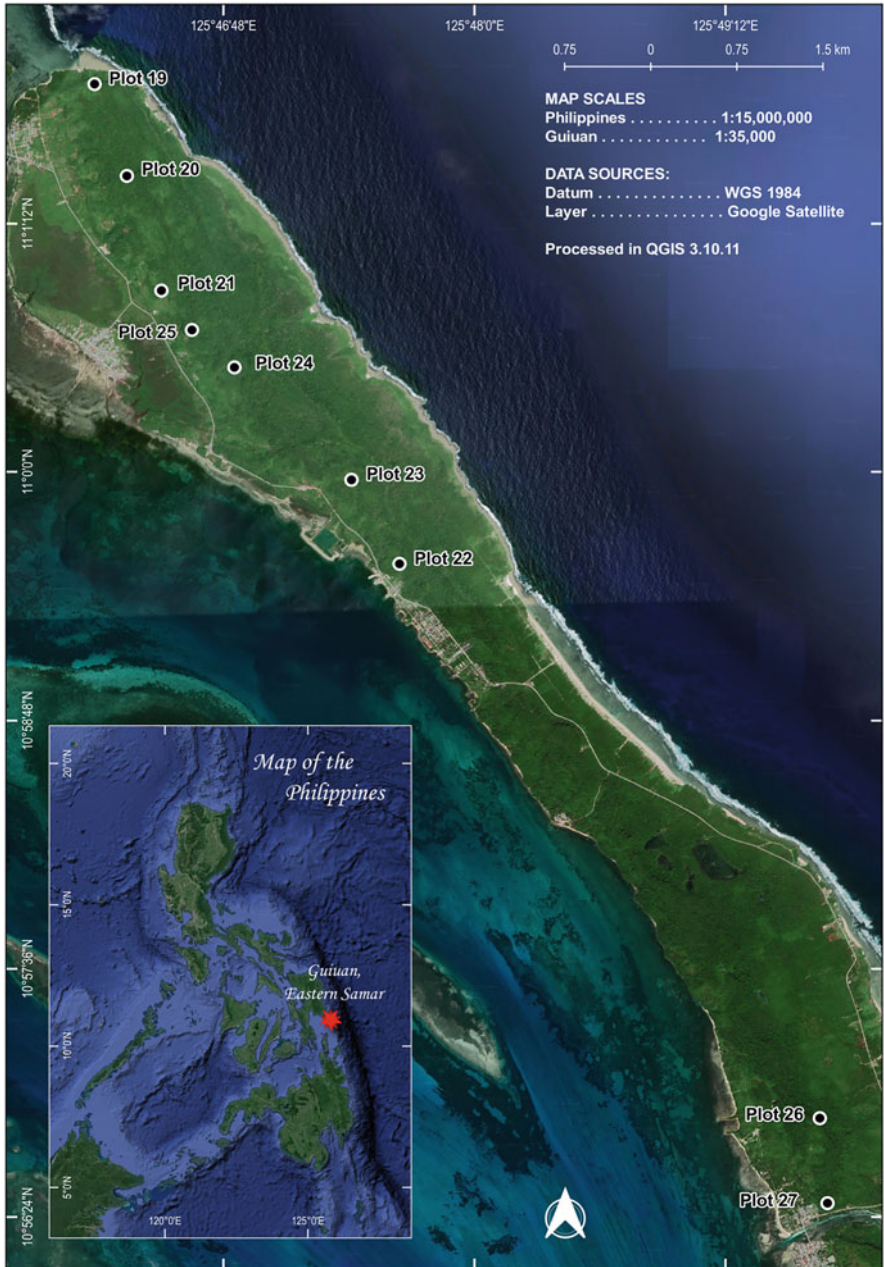 125°46'48"E
125°48'0"E
125°49'12"E
0.75 0 0.75 1.5 km
MAP SCALES
Philippines . . . . . . . . . . 1:15,000,000
Guiuan . . . . . . . . . . . . 1:35,000
DATA SOURCES:
Datum . . . . . . . . . . . . . . WGS 1984
Layer . . . . . . . . . . . . . . . Google Satellite
Processed in QGIS 3.10.11
Plot 19
Plot 20
11°1'12"N
Plot 21
Plot 25
Plot 24
11°0'0"N
Plot 23
Plot 22
10°58'48"N
Map of the
Philippines
20°0'N
15°0'N
10°57'36"N
Guiuan,
Eastern Samar
10°0'N
Plot 26
5°0'N
Plot 27
10°56'24"N
120°0'E
125°0'E